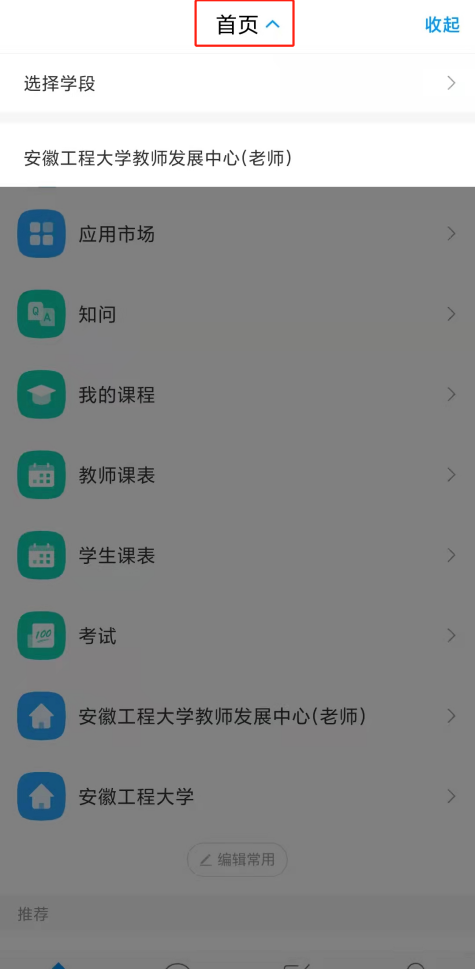 首页
收起
选择学段
安徽工程大学教师发展中心(老师)
应用市场
知问
我的课程
教师课表
学生课表
考试
安徽工程大学教师发展中心(老师)
安徽工程大学
编辑常用
推荐